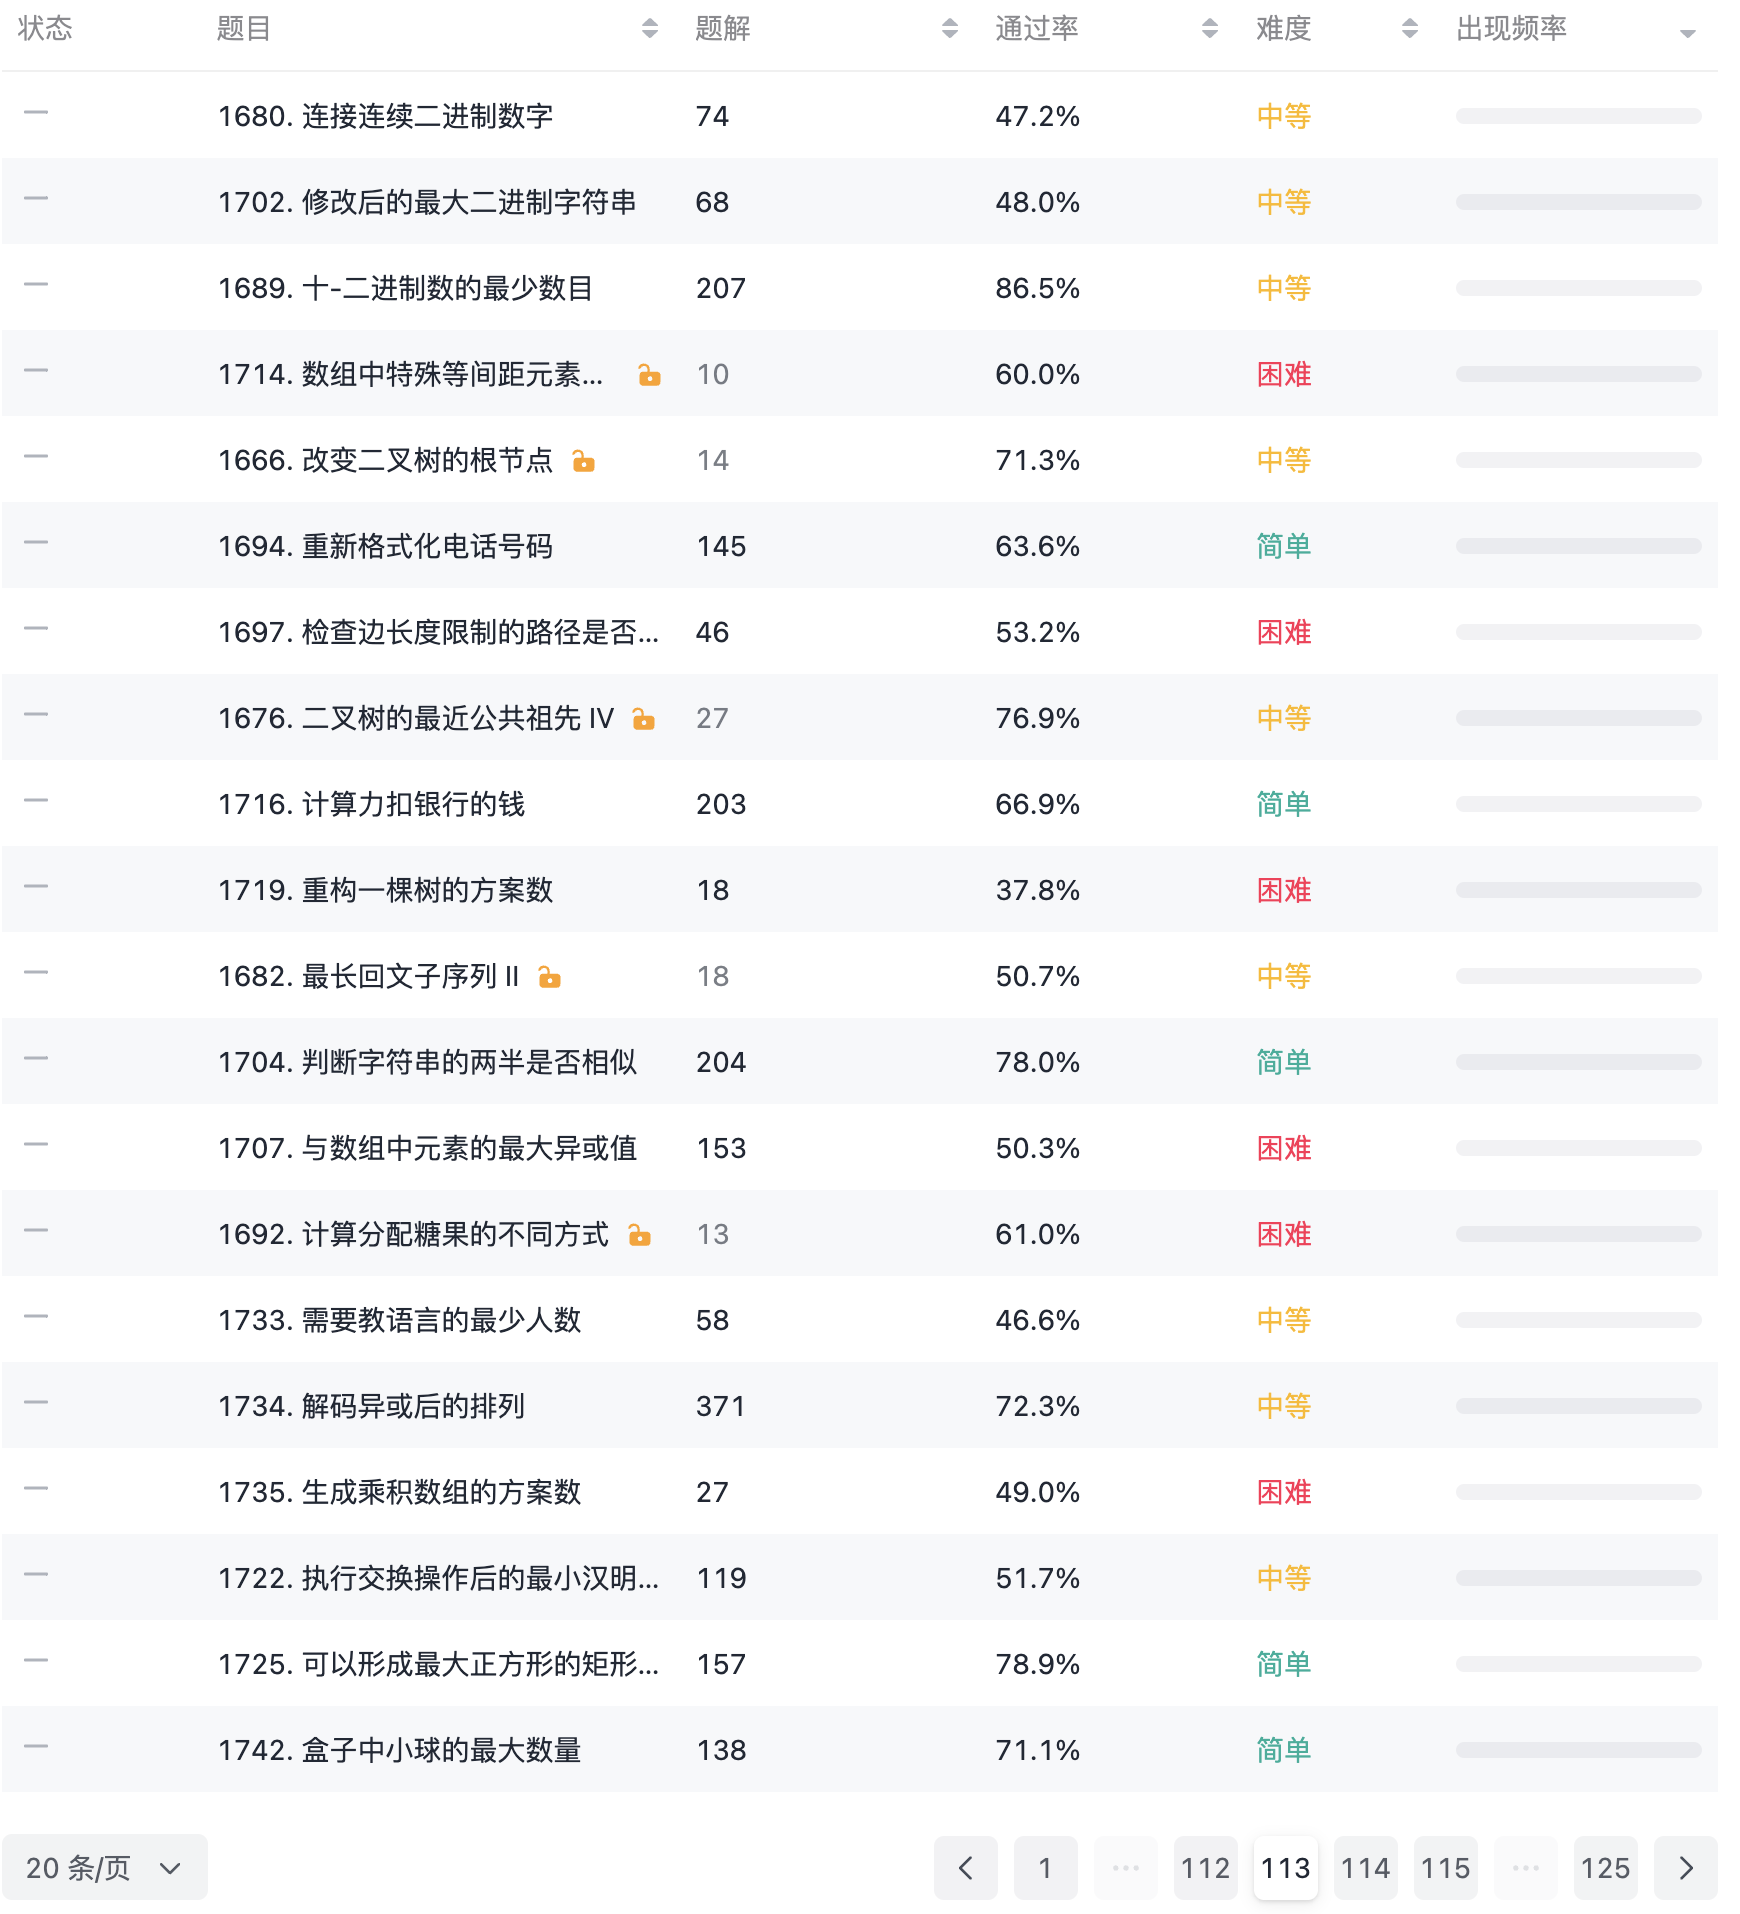 状态 题目 题解 通过率 难度 出现频率
1680. 连接连续二进制数字 74 47.2% 中等
1702. 修改后的最大二进制字符串 68 48.0% 中等
1689. 十-二进制数的最少数目 207 86.5% 中等
1714. 数组中特殊等间距元素... 10 60.0% 困难
1666. 改变二叉树的根节点 14 71.3% 中等
1694. 重新格式化电话号码 145 63.6% 简单
1697. 检查边长度限制的路径是否... 46 53.2% 困难
1676. 二叉树的最近公共祖先 IV 27 76.9% 中等
1716. 计算力扣银行的钱 203 66.9% 简单
1719. 重构一棵树的方案数 18 37.8% 困难
1682. 最长回文子序列 II 18 50.7% 中等
1704. 判断字符串的两半是否相似 204 78.0% 简单
1707. 与数组中元素的最大异或值 153 50.3% 困难
1692. 计算分配糖果的不同方式 13 61.0% 困难
1733. 需要教语言的最少人数 58 46.6% 中等
1734. 解码异或后的排列 371 72.3% 中等
1735. 生成乘积数组的方案数 27 49.0% 困难
1722. 执行交换操作后的最小汉明... 119 51.7% 中等
1725. 可以形成最大正方形的矩形... 157 78.9% 简单
1742. 盒子中小球的最大数量 138 71.1% 简单
20 条/页 1 ... 112 113 114 115 ... 125